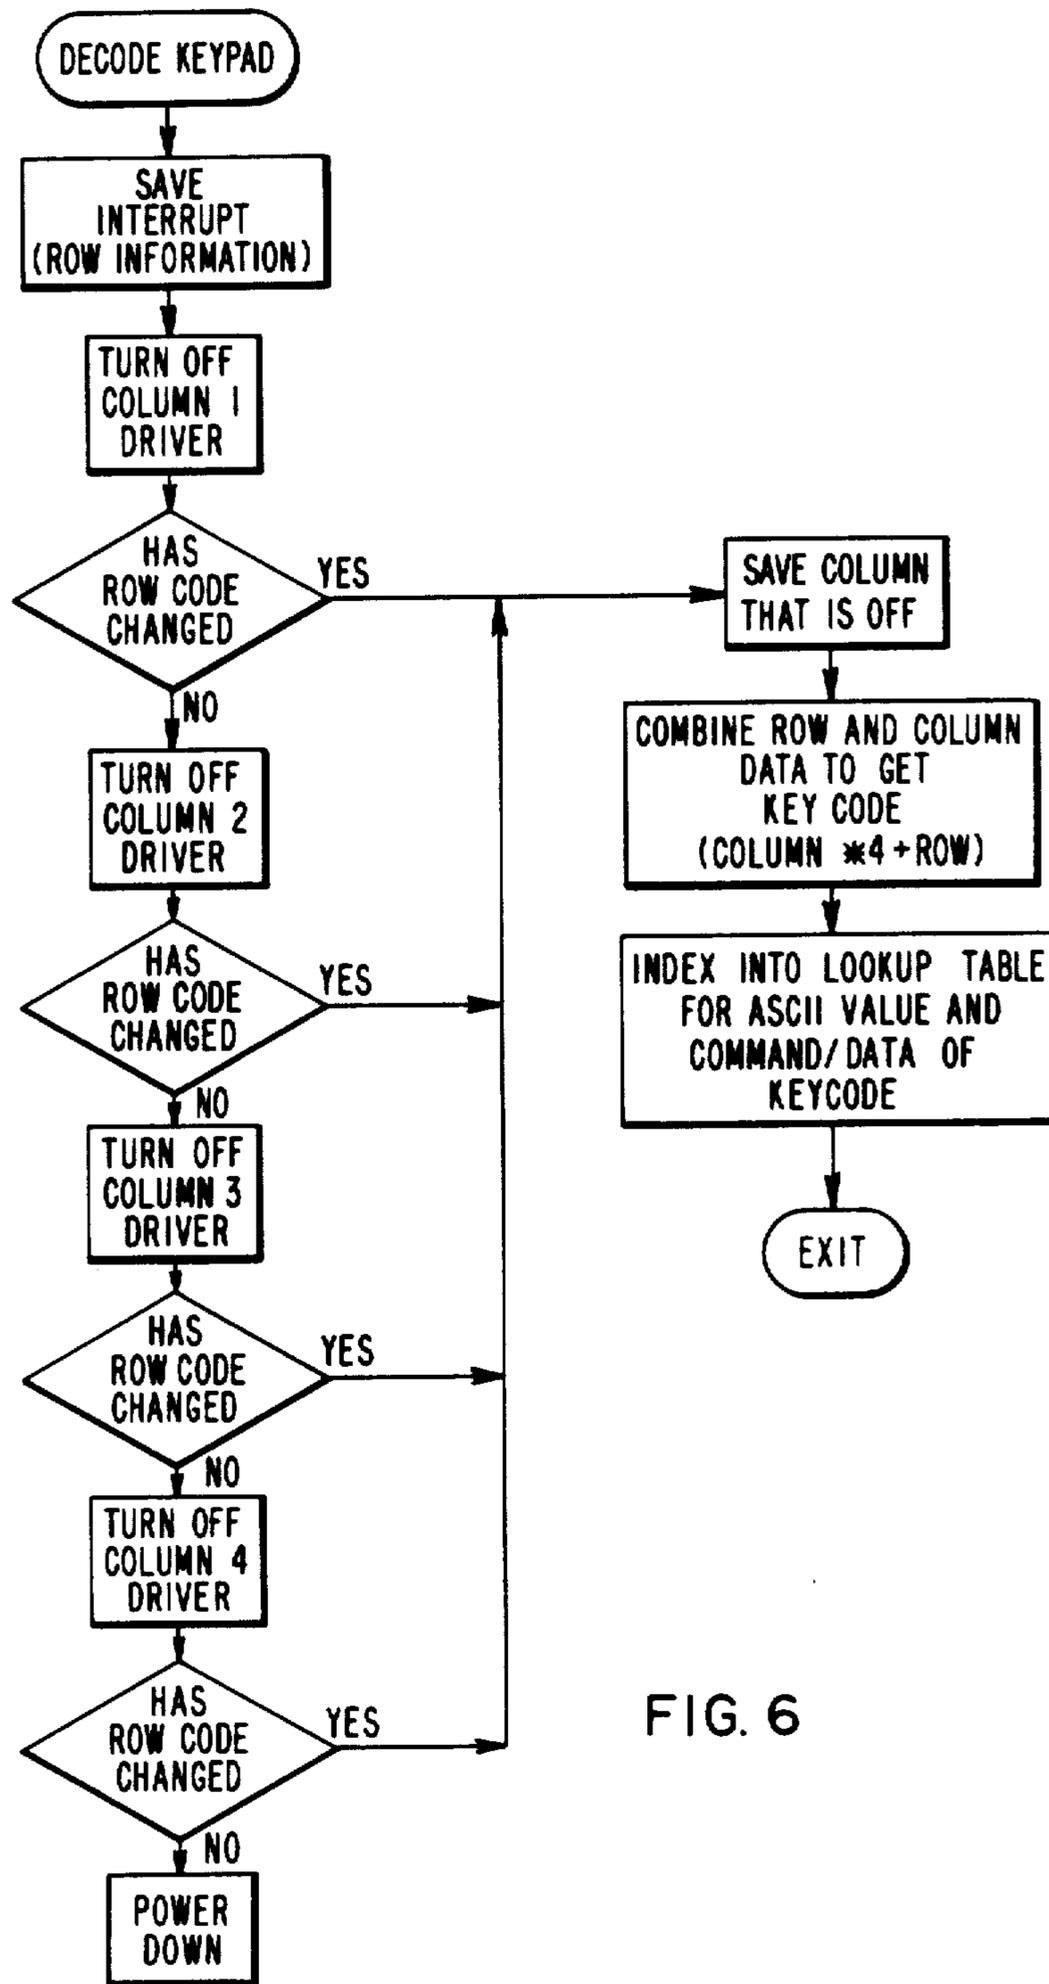 DECODE KEYPAD
SAVE
INTERRUPT
(ROW INFORMATION)
TURN OFF
COLUMN 1
DRIVER
HAS
ROW CODE
CHANGED
YES
NO
TURN OFF
COLUMN 2
DRIVER
HAS
ROW CODE
CHANGED
YES
NO
TURN OFF
COLUMN 3
DRIVER
HAS
ROW CODE
CHANGED
YES
NO
TURN OFF
COLUMN 4
DRIVER
HAS
ROW CODE
CHANGED
YES
NO
POWER
DOWN
SAVE COLUMN
THAT IS OFF
COMBINE ROW AND COLUMN
DATA TO GET
KEY CODE
(COLUMN *4+ROW)
INDEX INTO LOOKUP TABLE
FOR ASCII VALUE AND
COMMAND/DATA OF
KEYCODE
EXIT
FIG. 6